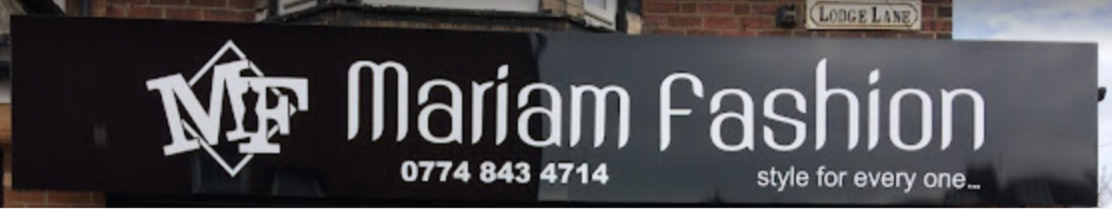 LODGE LANE
MF
Mariam Fashion
0774 843 4714
style for every one...